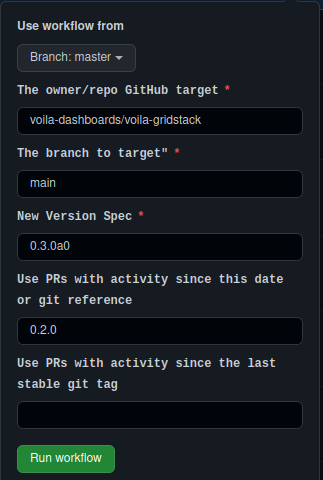 Use workflow from
Branch: master
The owner/repo GitHub target *
voila-dashboards/voila-gridstack
The branch to target" *
main
New Version Spec *
0.3.0a0
Use PRs with activity since this date
or git reference
0.2.0
Use PRs with activity since the last
stable git tag
Run workflow